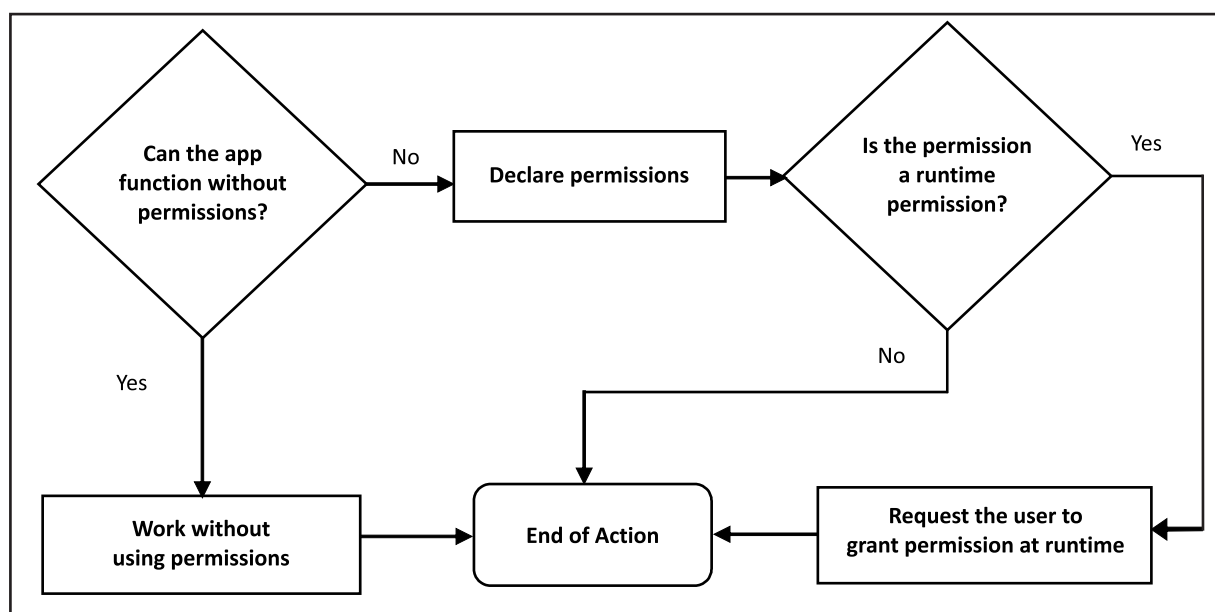 Can the app
function without
permissions?
No
Declare permissions
Is the permission
a runtime
permission?
Yes
Yes
No
Work without
using permissions
End of Action
Request the user to
grant permission at runtime